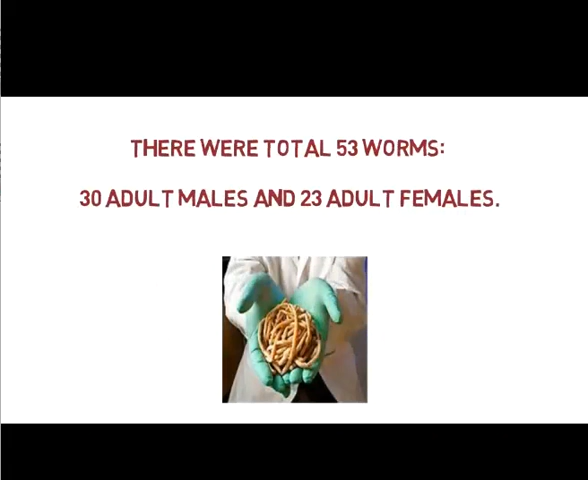 THERE WERE TOTAL 53 WORMS:
30 ADULT MALES AND 23 ADULT FEMALES.